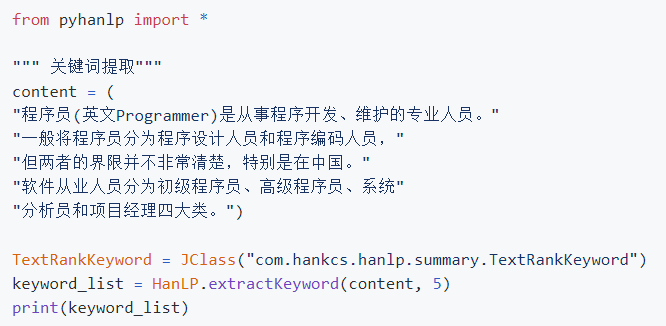 from pyhanlp import *
""" 关键词提取"""
content = (
"程序员(英文Programmer)是从事程序开发、维护的专业人员。"
"一般将程序员分为程序设计人员和程序编码人员，"
"但两者的界限并不非常清楚，特别是在中国。"
"软件从业人员分为初级程序员、高级程序员、系统"
"分析员和项目经理四大类。")
TextRankKeyword = JClass("com.hankcs.hanlp.summary.TextRankKeyword")
keyword_list = HanLP.extractKeyword(content, 5)
print(keyword_list)